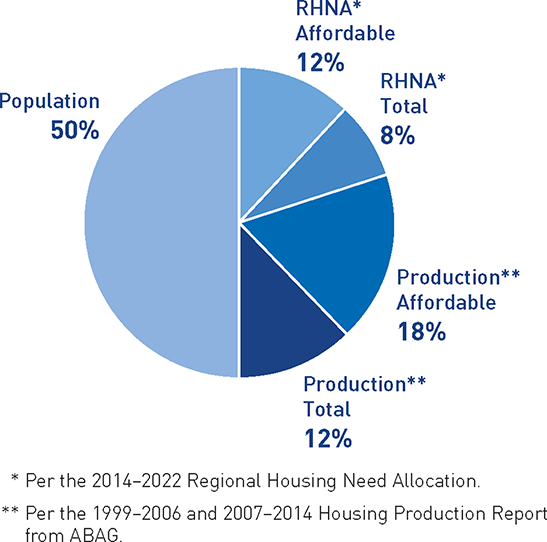 RHNA*
Affordable
12%
RHNA*
Total
8%
Population
50%
Production**
Affordable
18%
Production**
Total
12%
* Per the 2014–2022 Regional Housing Need Allocation.
** Per the 1999–2006 and 2007–2014 Housing Production Report
from ABAG.